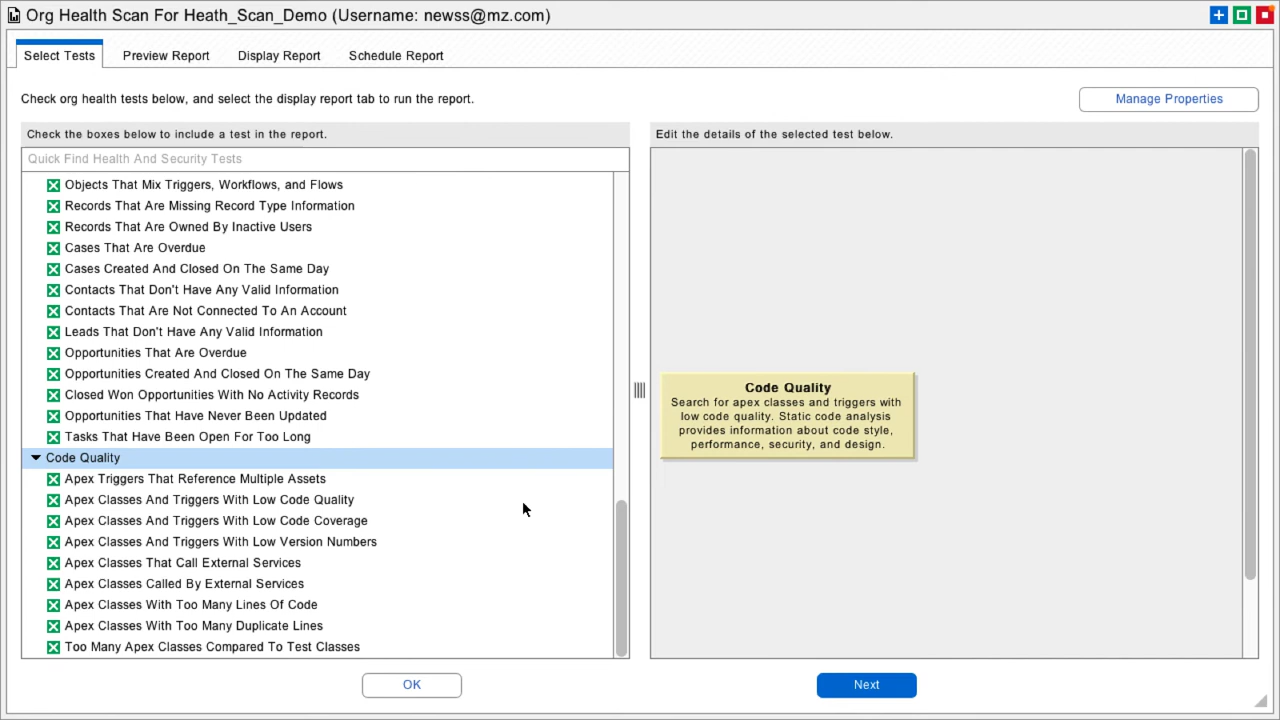 Org Health Scan For Heath_Scan_Demo (Username: newss@mz.com)
Select Tests
Preview Report
Display Report
Schedule Report
Check org health tests below, and select the display report tab to run the report.
Manage Properties
Check the boxes below to include a test in the report.
Quick Find Health And Security Tests
Objects That Mix Triggers, Workflows, and Flows
Records That Are Missing Record Type Information
Records That Are Owned By Inactive Users
Cases That Are Overdue
Cases Created And Closed On The Same Day
Contacts That Don't Have Any Valid Information
Contacts That Are Not Connected To An Account
Leads That Don't Have Any Valid Information
Opportunities That Are Overdue
Opportunities Created And Closed On The Same Day
Closed Won Opportunities With No Activity Records
Opportunities That Have Never Been Updated
Tasks That Have Been Open For Too Long
Code Quality
Apex Triggers That Reference Multiple Assets
Apex Classes And Triggers With Low Code Quality
Apex Classes And Triggers With Low Code Coverage
Apex Classes And Triggers With Low Version Numbers
Apex Classes That Call External Services
Apex Classes Called By External Services
Apex Classes With Too Many Lines Of Code
Apex Classes With Too Many Duplicate Lines
Too Many Apex Classes Compared To Test Classes
Edit the details of the selected test below.
Code Quality
Search for apex classes and triggers with
low code quality. Static code analysis
provides information about code style,
performance, security, and design.
OK
Next